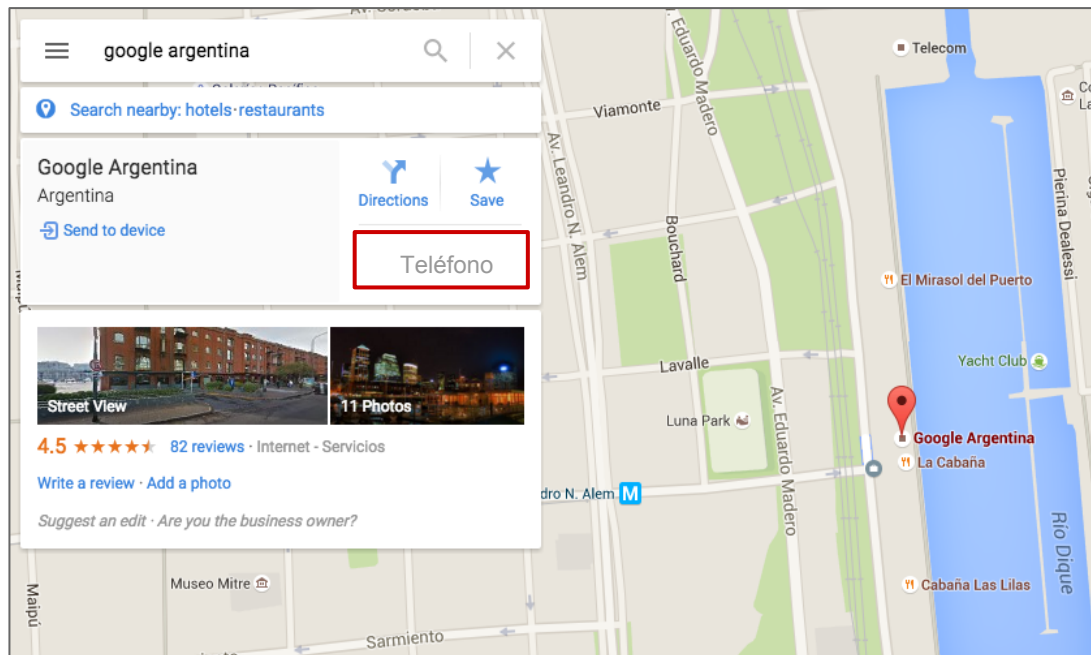 google argentina
Search nearby: hotels · restaurants
Google Argentina
Argentina
Send to device
Directions
Save
Teléfono
Street View
11 Photos
4.5
82 reviews · Internet - Servicios
Write a review · Add a photo
Suggest an edit · Are you the business owner?
Av. Eduardo Madero
Telecom
Viamonte
Av. Leandro N. Alem
Bouchard
Pierina Dealessi
El Mirasol del Puerto
Lavalle
Yacht Club
Luna Park
Av. Eduardo Madero
Google Argentina
La Cabaña
dro N. Alem
M
Río Dique
Museo Mitre
Cabaña Las Lilas
Maipú
Sarmiento